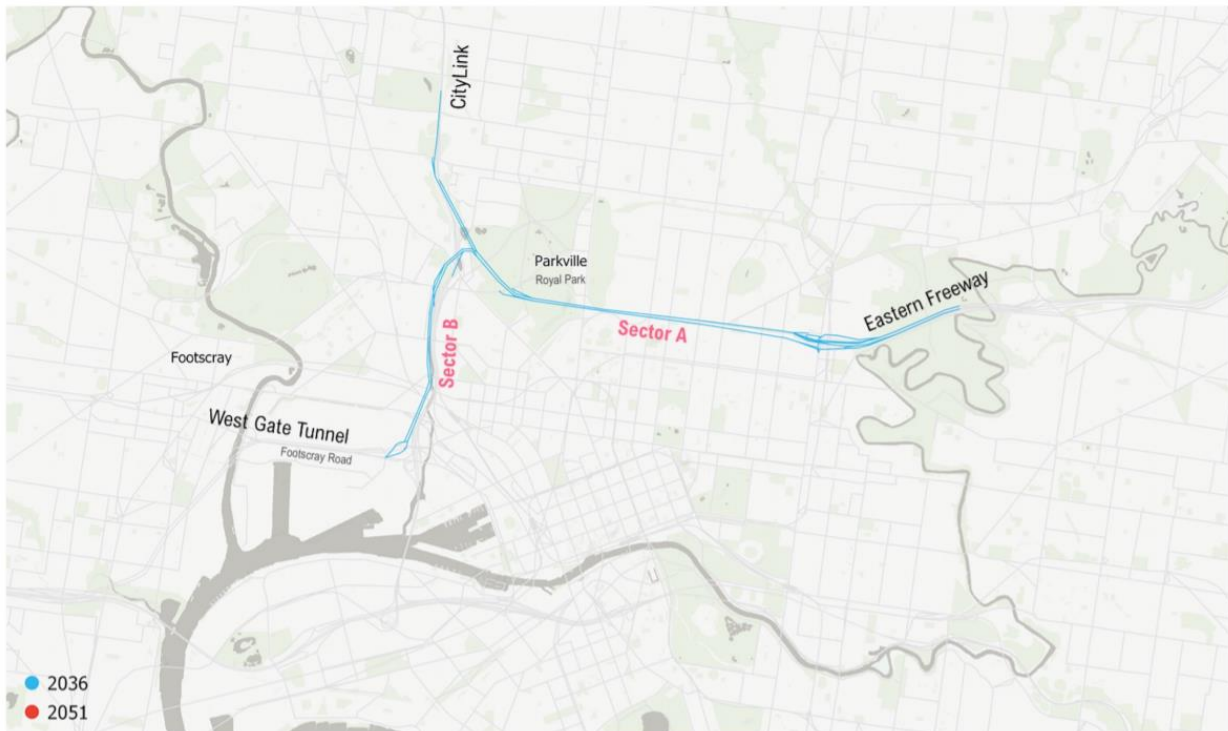 CityLink
Parkville
Royal Park
Eastern Freeway
Sector A
Sector B
Footscray
West Gate Tunnel
Footscray Road
2036
2051